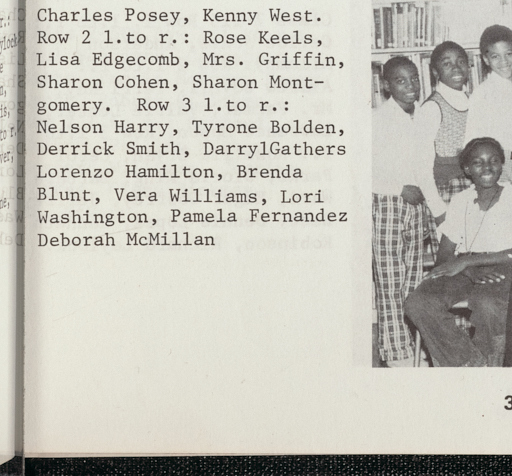 Charles Posey, Kenny West.
Row 2 l.to r.: Rose Keels,
Lisa Edgecomb, Mrs. Griffin,
Sharon Cohen, Sharon Mont-
gomery.  Row 3 l.to r.:
Nelson Harry, Tyrone Bolden,
Derrick Smith, DarrylGathers
Lorenzo Hamilton, Brenda
Blunt, Vera Williams, Lori
Washington, Pamela Fernandez
Deborah McMillan
3